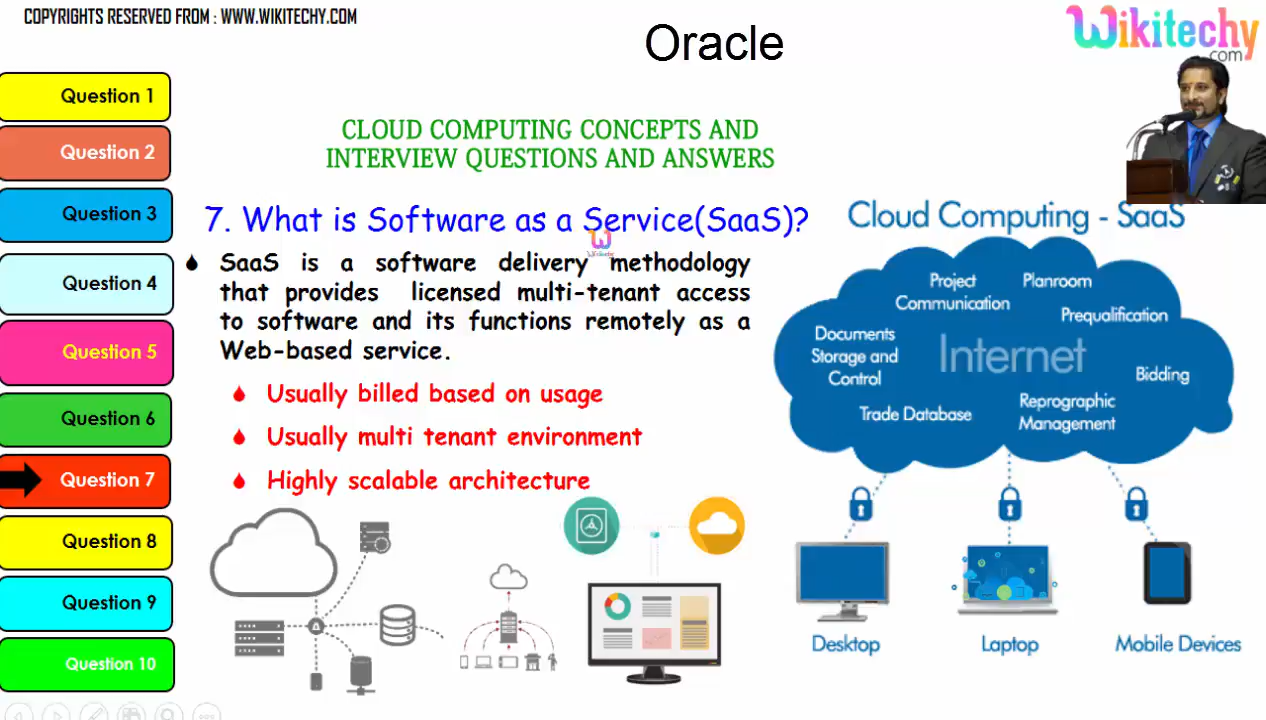 COPYRIGHTS RESERVED FROM : WWW.WIKITECHY.COM
Oracle
Wikitechy
.com
Question 1
Question 2
Question 3
Question 4
Question 5
Question 6
Question 7
Question 8
Question 9
Question 10
CLOUD COMPUTING CONCEPTS AND
INTERVIEW QUESTIONS AND ANSWERS
7. What is Software as a Service(SaaS)?
SaaS is a software delivery methodology
that provides licensed multi-tenant access
to software and its functions remotely as a
Web-based service.
Usually billed based on usage
Usually multi tenant environment
Highly scalable architecture
Cloud Computing - SaaS
Project
Communication
Planroom
Prequalification
Documents
Storage and
Control
Internet
Bidding
Trade Database
Reprographic
Management
Desktop
Laptop
Mobile Devices